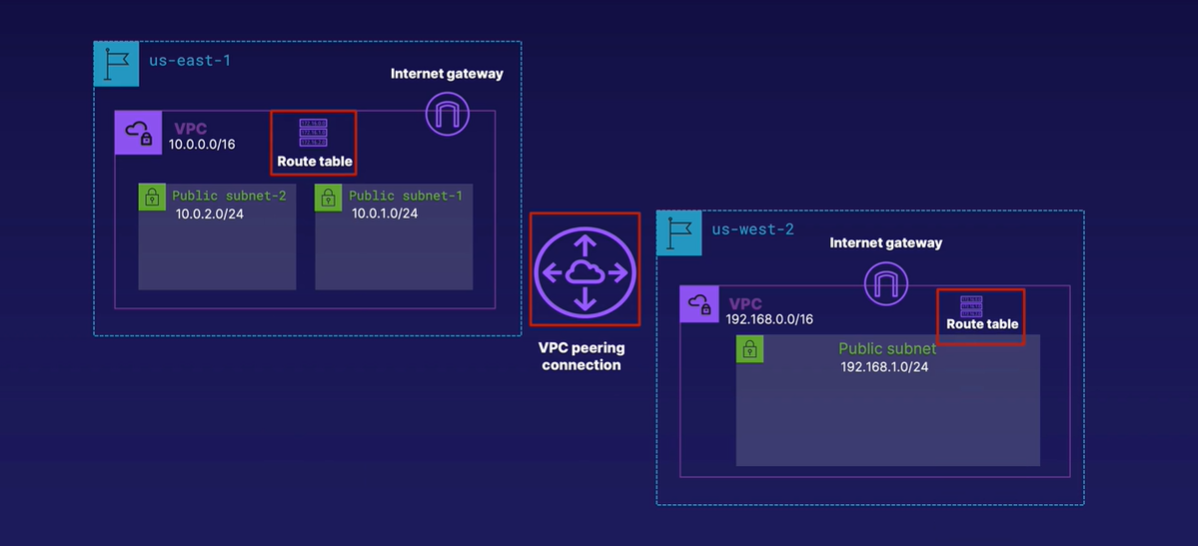 us-east-1
Internet gateway
VPC
10.0.0.0/16
Route table
Public subnet-2
10.0.2.0/24
Public subnet-1
10.0.1.0/24
VPC peering
connection
us-west-2
Internet gateway
VPC
192.168.0.0/16
Route table
Public subnet
192.168.1.0/24